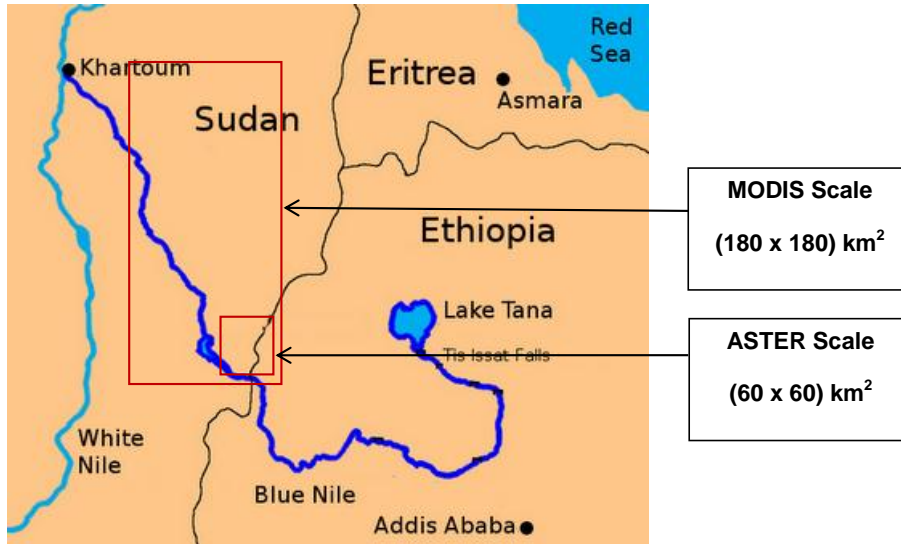 Red
Sea
Khartoum
Eritrea
Asmara
Sudan
MODIS Scale
(180 x 180) km²
Ethiopia
Lake Tana
Tis Issat Falls
ASTER Scale
(60 x 60) km²
White
Nile
Blue Nile
Addis Ababa